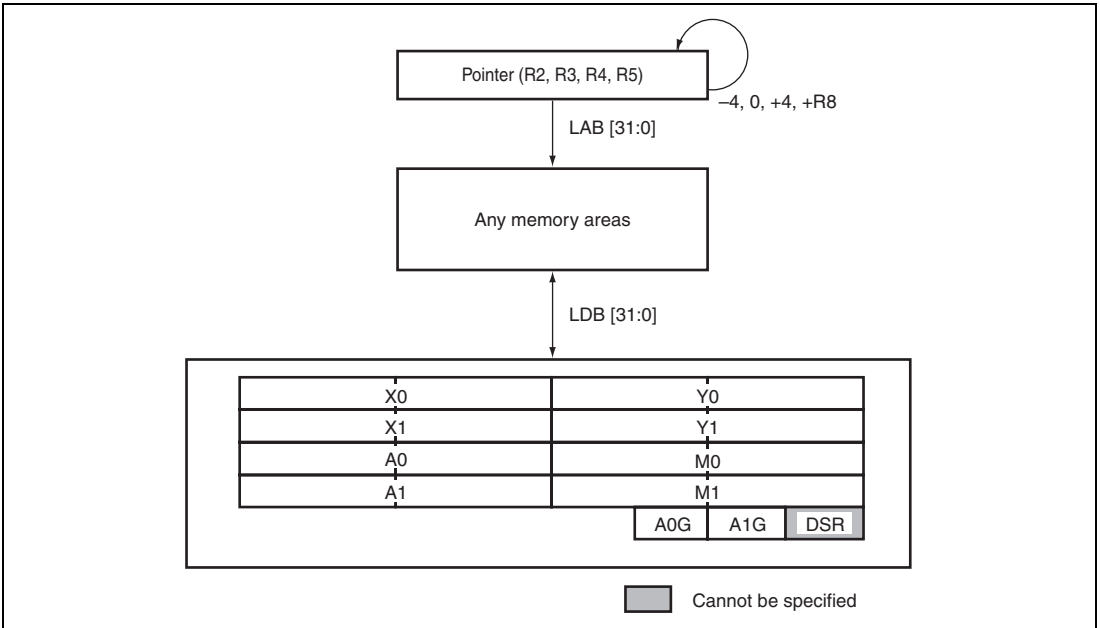 Pointer (R2, R3, R4, R5)
–4, 0, +4, +R8
LAB [31:0]
Any memory areas
LDB [31:0]
X0 Y0
X1 Y1
A0 M0
A1 M1
A0G A1G DSR
Cannot be specified